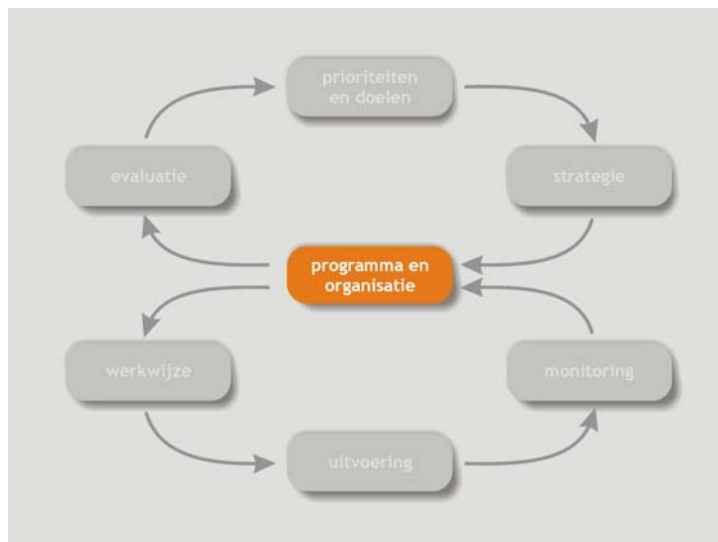 prioriteiten
en doelen
evaluatie
strategie
programma en
organisatie
werkwijze
monitoring
uitvoering